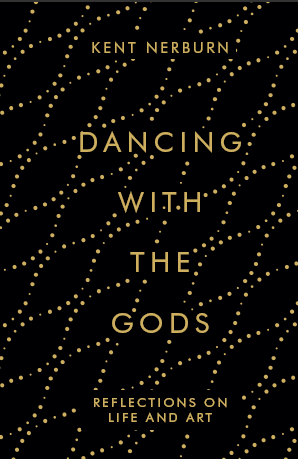 KENT NERBURN
DANCING
WITH
THE
GODS
REFLECTIONS ON
LIFE AND ART